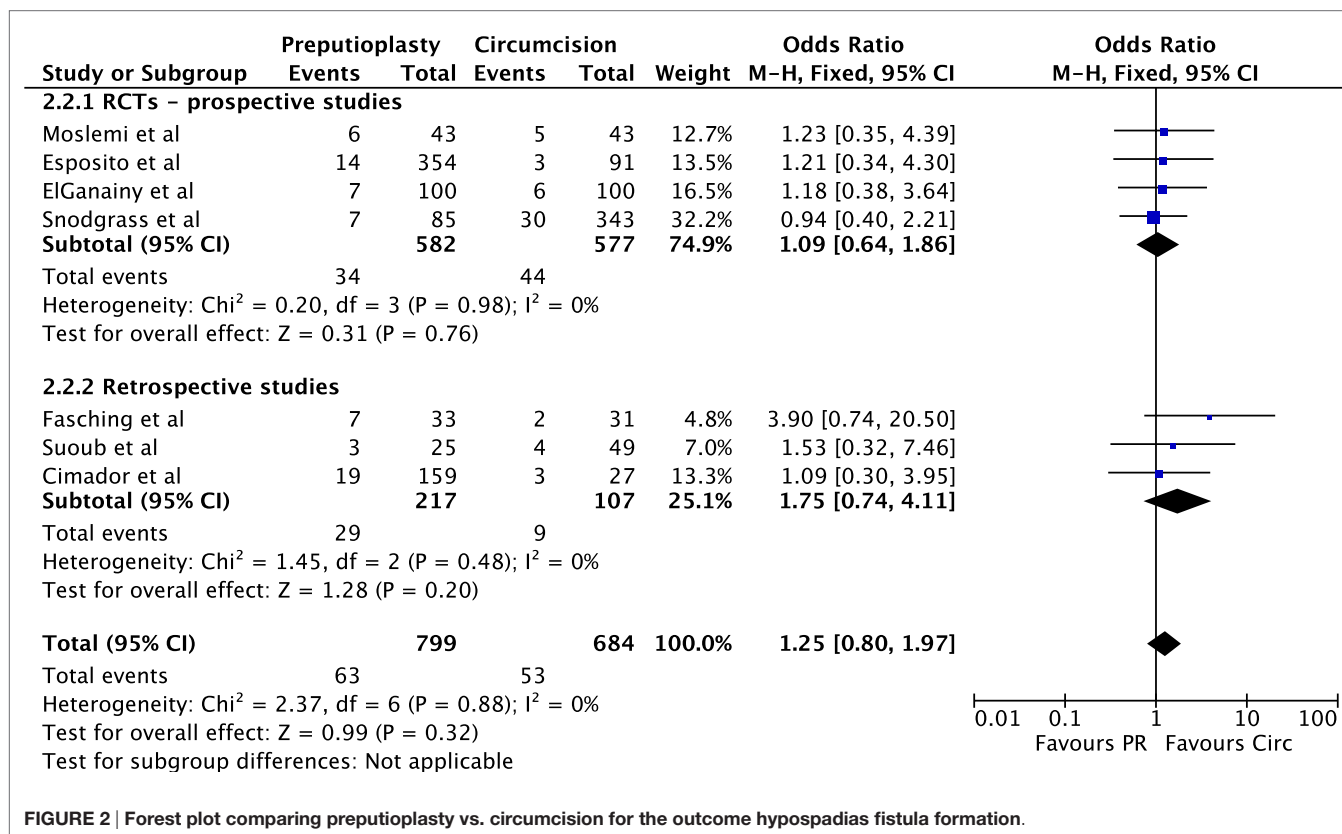 Preputioplasty Circumcision Odds Ratio Odds Ratio
Study or Subgroup Events Total Events Total Weight M-H, Fixed, 95% CI M-H, Fixed, 95% CI
2.2.1 RCTs - prospective studies
Moslemi et al 6 43 5 43 12.7% 1.23 [0.35, 4.39]
Esposito et al 14 354 3 91 13.5% 1.21 [0.34, 4.30]
ElGanainy et al 7 100 6 100 16.5% 1.18 [0.38, 3.64]
Snodgrass et al 7 85 30 343 32.2% 0.94 [0.40, 2.21]
Subtotal (95% CI) 582 577 74.9% 1.09 [0.64, 1.86]
Total events 34 44
Heterogeneity: Chi² = 0.20, df = 3 (P = 0.98); I² = 0%
Test for overall effect: Z = 0.31 (P = 0.76)
2.2.2 Retrospective studies
Fasching et al 7 33 2 31 4.8% 3.90 [0.74, 20.50]
Suoub et al 3 25 4 49 7.0% 1.53 [0.32, 7.46]
Cimador et al 19 159 3 27 13.3% 1.09 [0.30, 3.95]
Subtotal (95% CI) 217 107 25.1% 1.75 [0.74, 4.11]
Total events 29 9
Heterogeneity: Chi² = 1.45, df = 2 (P = 0.48); I² = 0%
Test for overall effect: Z = 1.28 (P = 0.20)
Total (95% CI) 799 684 100.0% 1.25 [0.80, 1.97]
Total events 63 53
Heterogeneity: Chi² = 2.37, df = 6 (P = 0.88); I² = 0%
Test for overall effect: Z = 0.99 (P = 0.32)
Test for subgroup differences: Not applicable
0.01 0.1 1 10 100
Favours PR Favours Circ
FIGURE 2 | Forest plot comparing preputioplasty vs. circumcision for the outcome hypospadias fistula formation.